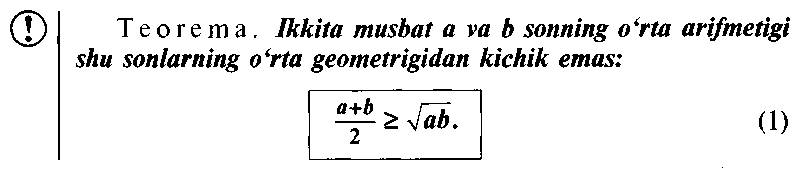 Teorema. Ikkita musbat a va b sonning o‘rta arifmetigi
shu sonlarning o‘rta geometrigidan kichik emas:
a+b/2 ≥ √ab. (1)